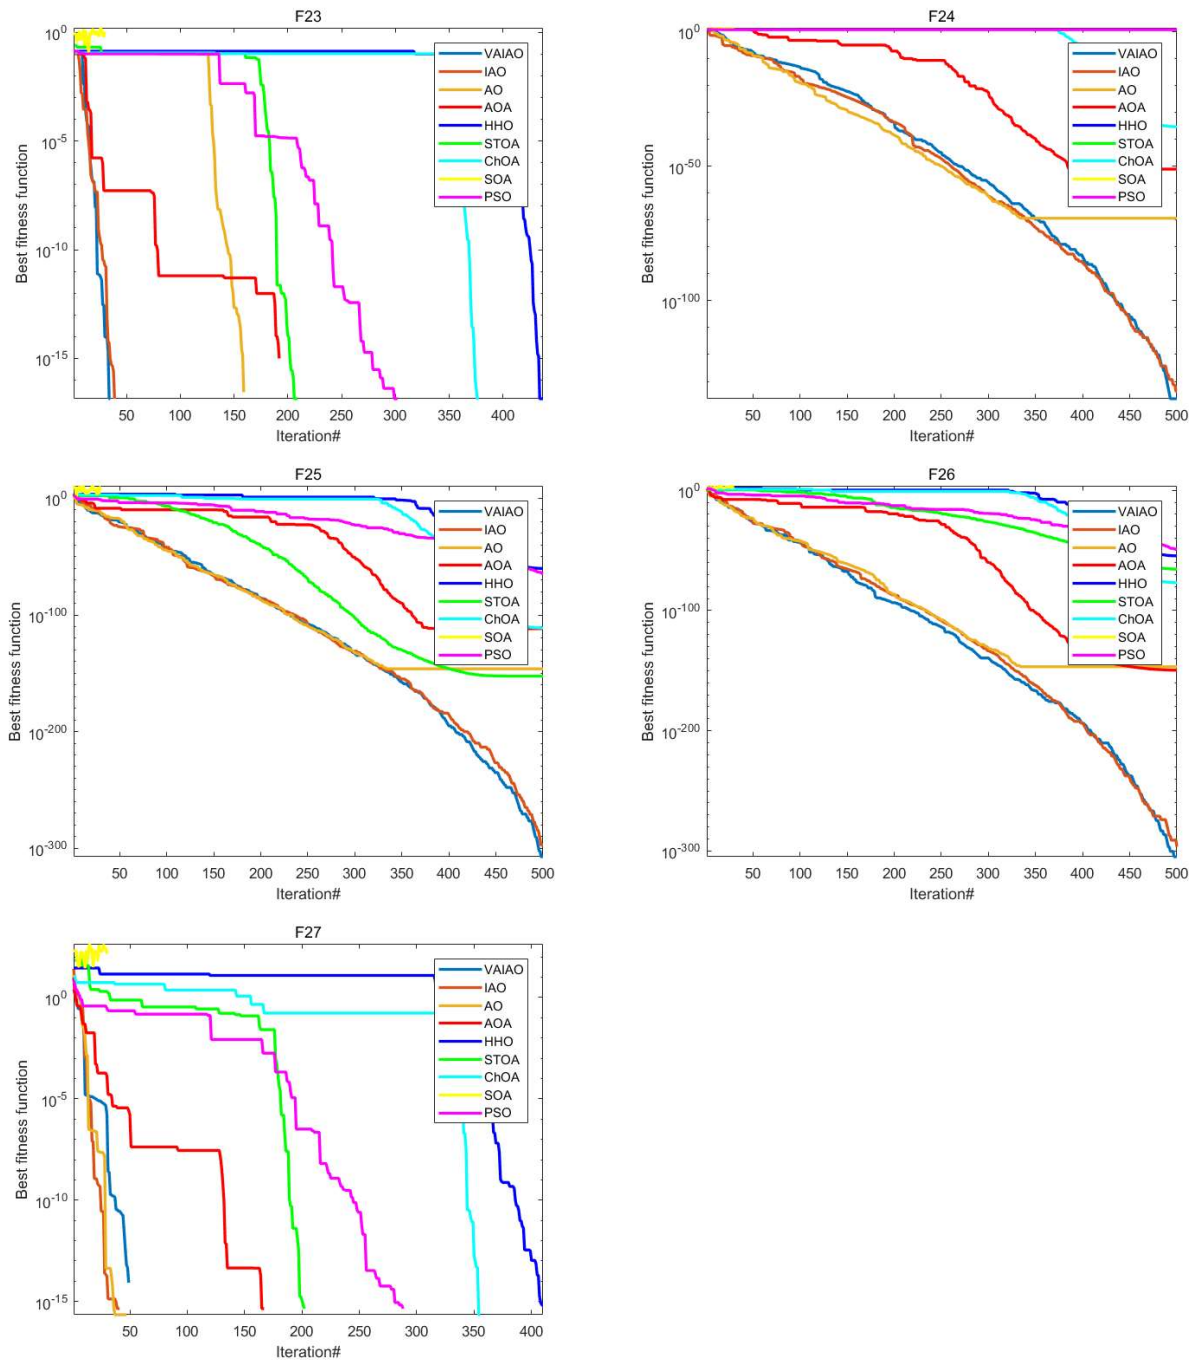 F23
Best fitness function
10^0
10^-5
10^-10
10^-15
50 100 150 200 250 300 350 400
Iteration#
VAIAO
IAO
AO
AOA
HHO
STOA
ChOA
SOA
PSO
F24
Best fitness function
10^0
10^-50
10^-100
50 100 150 200 250 300 350 400 450 500
Iteration#
VAIAO
IAO
AO
AOA
HHO
STOA
ChOA
SOA
PSO
F25
Best fitness function
10^0
10^-100
10^-200
10^-300
50 100 150 200 250 300 350 400 450 500
Iteration#
VAIAO
IAO
AO
AOA
HHO
STOA
ChOA
SOA
PSO
F26
Best fitness function
10^0
10^-100
10^-200
10^-300
50 100 150 200 250 300 350 400 450 500
Iteration#
VAIAO
IAO
AO
AOA
HHO
STOA
ChOA
SOA
PSO
F27
Best fitness function
10^0
10^-5
10^-10
10^-15
50 100 150 200 250 300 350 400
Iteration#
VAIAO
IAO
AO
AOA
HHO
STOA
ChOA
SOA
PSO